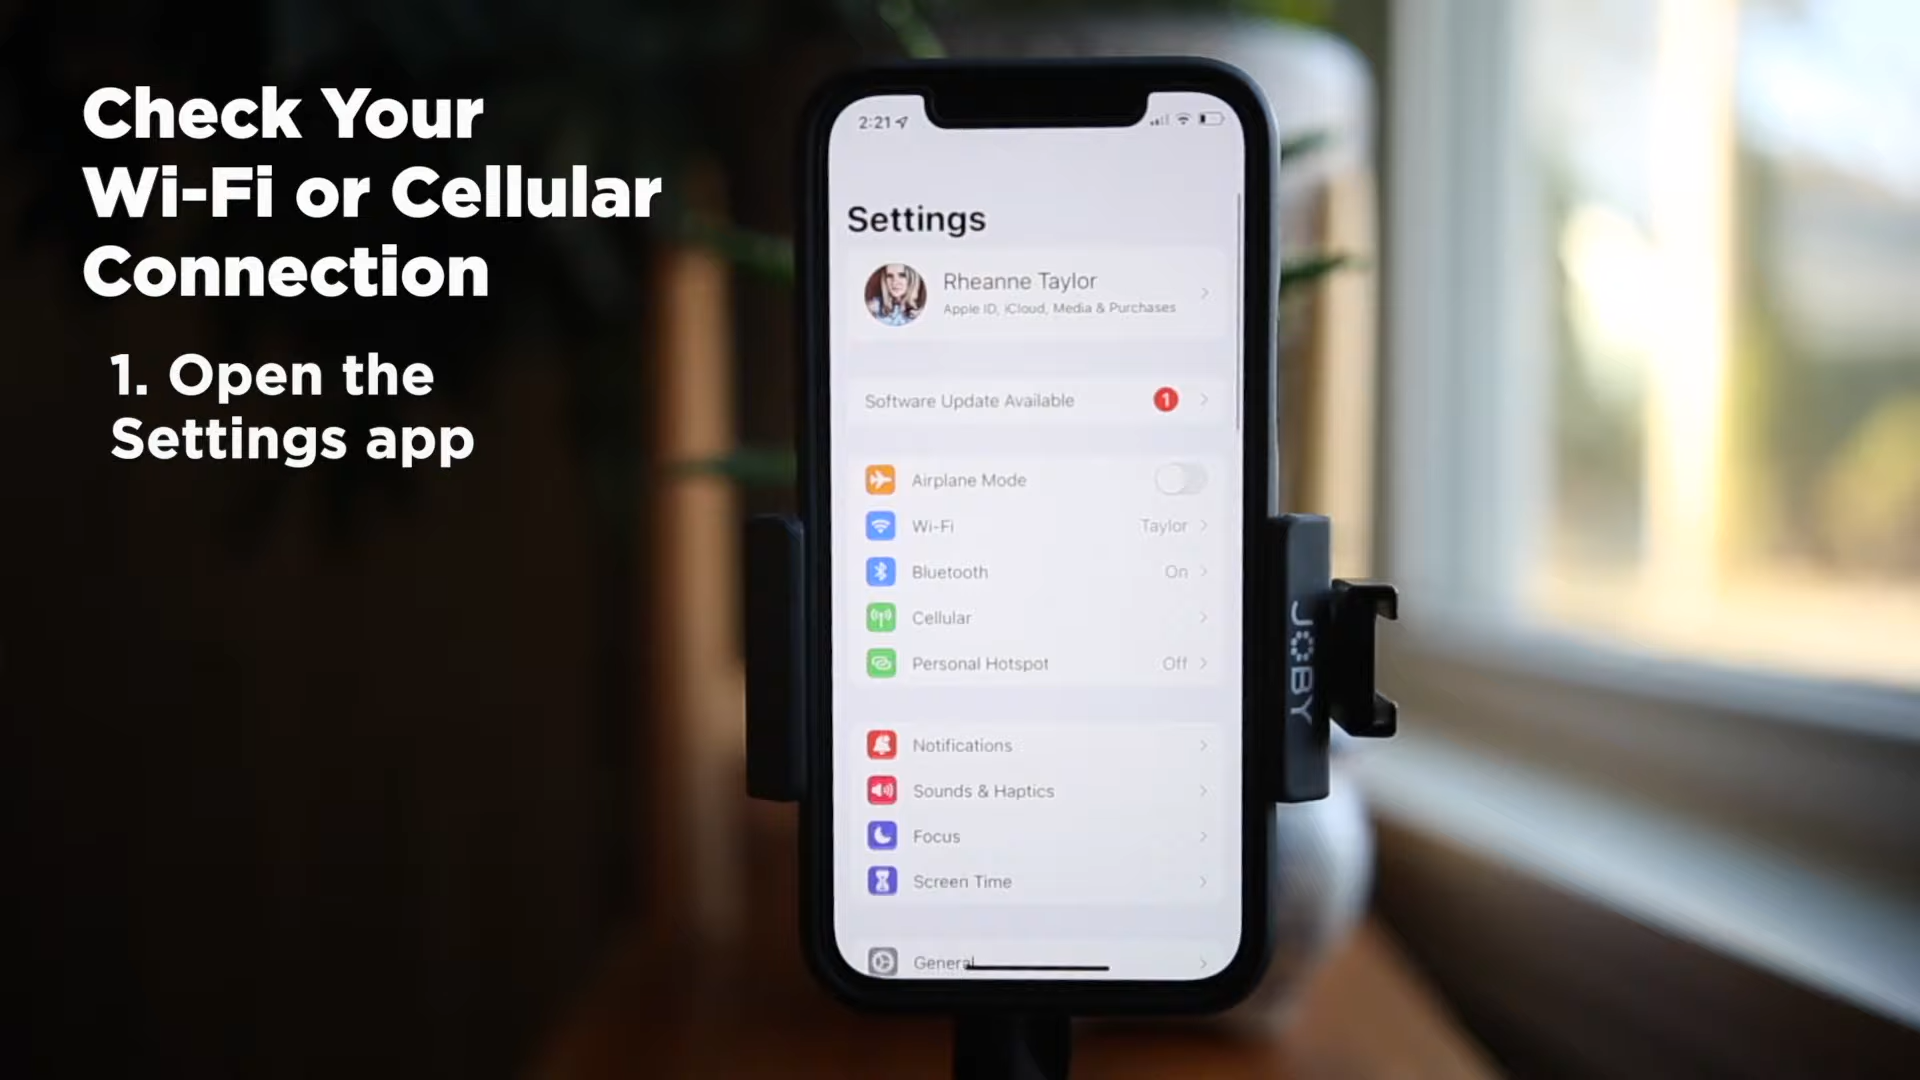 Check Your
Wi-Fi or Cellular
Connection
1. Open the
Settings app
2:21
Settings
Rheanne Taylor
Apple ID, iCloud, Media & Purchases
Software Update Available 1
Airplane Mode
Wi-Fi Taylor
Bluetooth On
Cellular
Personal Hotspot Off
Notifications
Sounds & Haptics
Focus
Screen Time
General
JOBY